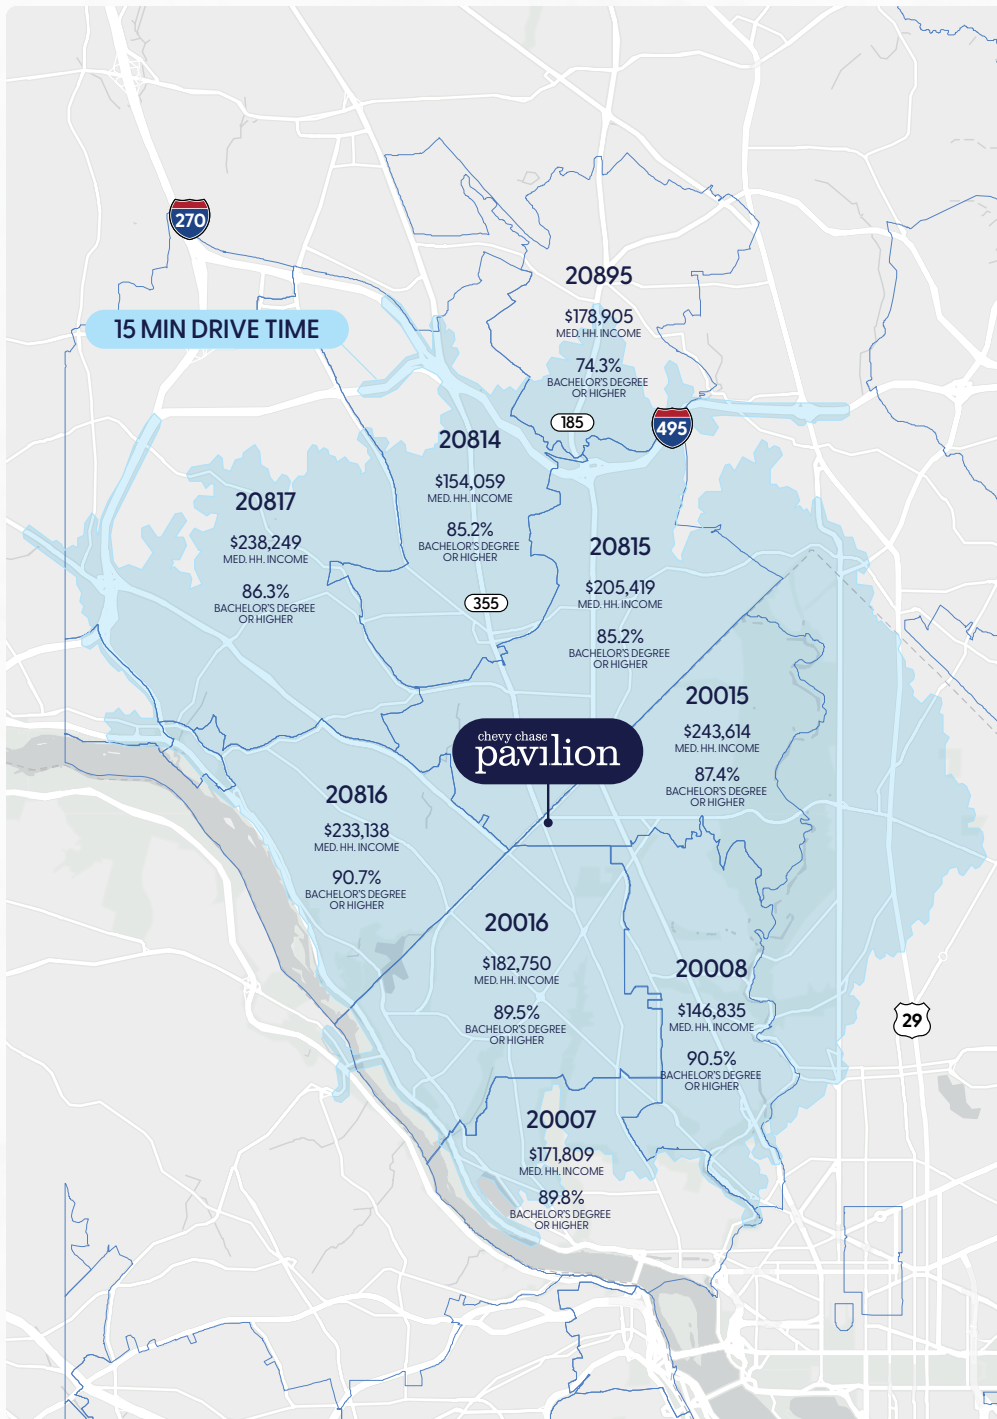 270
20895
$178,905
MED. HH. INCOME
74.3%
BACHELOR'S DEGREE
OR HIGHER
15 MIN DRIVE TIME
185
495
20814
$154,059
MED. HH. INCOME
85.2%
BACHELOR'S DEGREE
OR HIGHER
355
20817
$238,249
MED. HH. INCOME
86.3%
BACHELOR'S DEGREE
OR HIGHER
20815
$205,419
MED. HH. INCOME
85.2%
BACHELOR'S DEGREE
OR HIGHER
20015
$243,614
MED. HH. INCOME
87.4%
BACHELOR'S DEGREE
OR HIGHER
chevy chase
pavilion
20816
$233,138
MED. HH. INCOME
90.7%
BACHELOR'S DEGREE
OR HIGHER
20016
$182,750
MED. HH. INCOME
89.5%
BACHELOR'S DEGREE
OR HIGHER
20008
$146,835
MED. HH. INCOME
90.5%
BACHELOR'S DEGREE
OR HIGHER
29
20007
$171,809
MED. HH. INCOME
89.8%
BACHELOR'S DEGREE
OR HIGHER